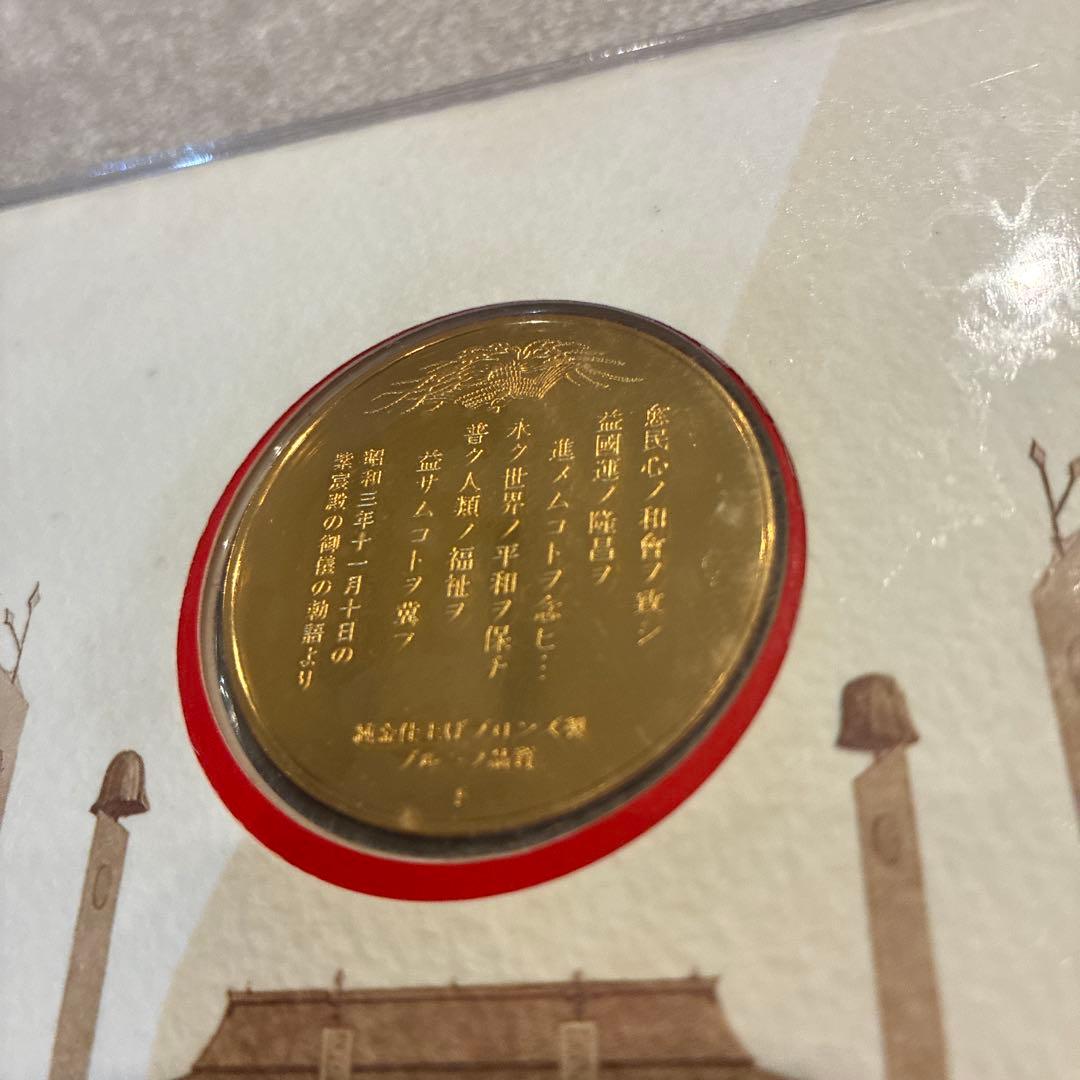 愈民心ノ和會ノ致シ
益國運ノ隆昌ヲ
進メムコトヲ念ヒ…
永ク世界ノ平和ヲ保チ
普ク人類ノ福祉ヲ
益サムコトヲ冀フ
昭和三年十一月十日の
紫宸殿の御儀の勅語より
純金仕上げブロンズ製